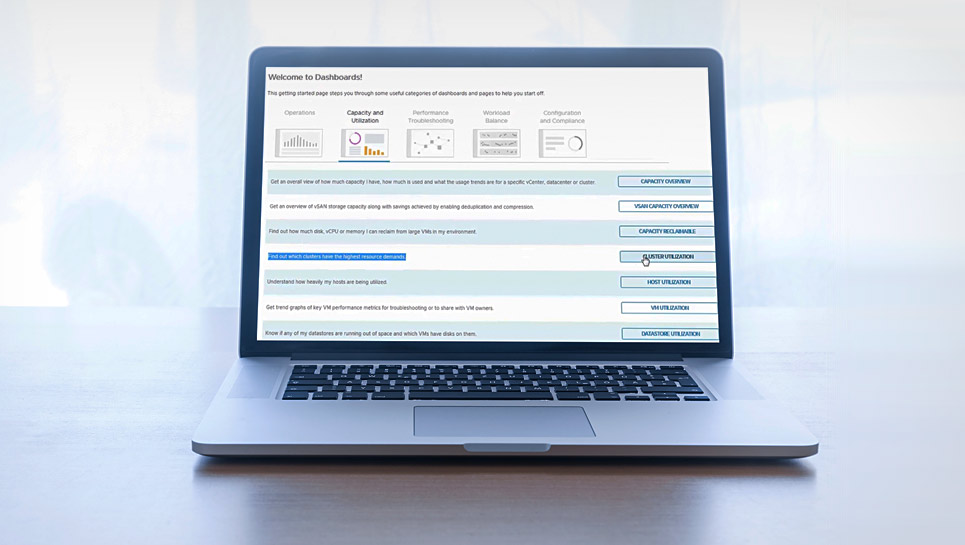 Welcome to Dashboards!
This getting started page steps you through some useful categories of dashboards and pages to help you start off.
Operations
Capacity and
Utilization
Performance
Troubleshooting
Workload
Balance
Configuration
and Compliance
Get an overall view of how much capacity I have, how much is used and what the usage trends are for a specific vCenter, datacenter or cluster.
CAPACITY OVERVIEW
Get an overview of vSAN storage capacity along with savings achieved by enabling deduplication and compression.
VSAN CAPACITY OVERVIEW
Find out how much disk, vCPU or memory I can reclaim from large VMs in my environment.
CAPACITY RECLAIMABLE
Find out which clusters have the highest resource demands.
CLUSTER UTILIZATION
Understand how heavily my hosts are being utilized.
HOST UTILIZATION
Get trend graphs of key VM performance metrics for troubleshooting or to share with VM owners.
VM UTILIZATION
Know if any of my datastores are running out of space and which VMs have disks on them.
DATASTORE UTILIZATION